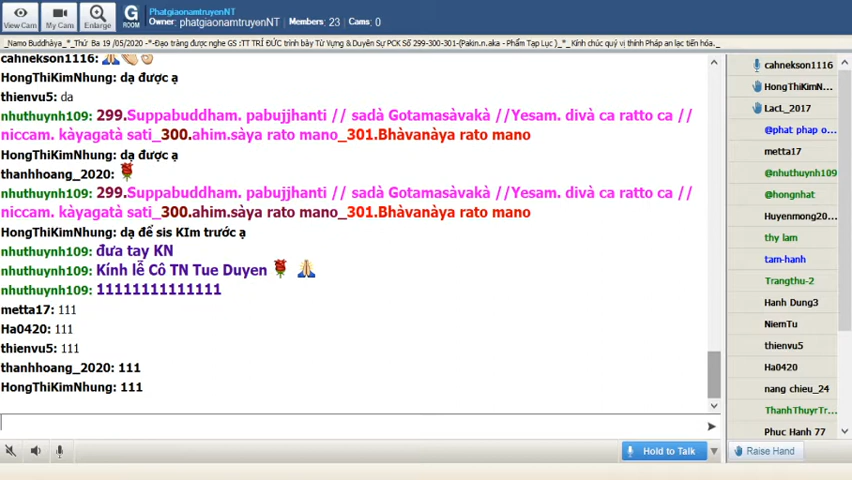 View Cam
My Cam
Enlarge
G
ROOM
PhatgiaonamtruyenNT
Owner: phatgiaonamtruyenNT
Members: 23
Cams: 0
_Namo Buddhàya_*_Thứ Ba 19 /05/2020 -*-Đạo tràng được nghe GS :TT TRÍ ĐỨC trình bày Từ Vựng & Duyên Sự PCK Số 299-300-301-(Pakin.n.aka - Phẩm Tạp Lục )_*_Kính chúc quý vị thính Pháp an lạc tiến hóa._
cahnekson1116:
HongThiKimNhung: dạ được ạ
thienvu5: da
nhuthuynh109: 299.Suppabuddham. pabujjhanti // sadà Gotamasàvakà //Yesam. divà ca ratto ca //
niccam. kàyagatà sati_300.ahim.sàya rato mano_301.Bhàvanàya rato mano
HongThiKimNhung: dạ được ạ
thanhhoang_2020:
nhuthuynh109: 299.Suppabuddham. pabujjhanti // sadà Gotamasàvakà //Yesam. divà ca ratto ca //
niccam. kàyagatà sati_300.ahim.sàya rato mano_301.Bhàvanàya rato mano
HongThiKimNhung: dạ để sis KIm trước ạ
nhuthuynh109: đưa tay KN
nhuthuynh109: Kính lễ Cô TN Tue Duyen
nhuthuynh109: 11111111111111
metta17: 111
Ha0420: 111
thienvu5: 111
thanhhoang_2020: 111
HongThiKimNhung: 111
cahnekson1116
HongThiKimN...
LacL_2017
@phat phap o...
metta17
@nhuthuynh109
@hongnhat
Huyenmong20...
thy lam
tam-hanh
Trangthu-2
Hanh Dung3
NiemTu
thienvu5
Ha0420
nang chieu_24
ThanhThuyrTr...
Phuc Hanh 77
Hold to Talk
Raise Hand